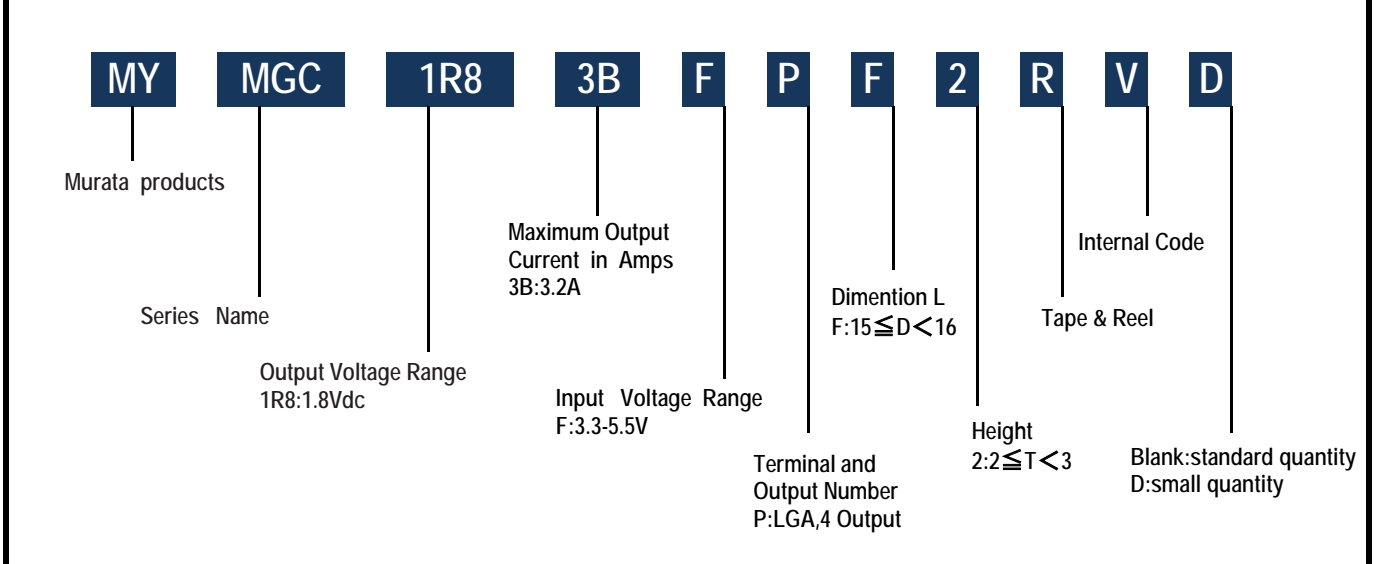 MY MGC 1R8 3B F P F 2 R V D
Murata products
Series Name
Output Voltage Range
1R8:1.8Vdc
Maximum Output
Current in Amps
3B:3.2A
Input Voltage Range
F:3.3-5.5V
Terminal and
Output Number
P:LGA,4 Output
Dimention L
F:15≦D<16
Height
2:2≦T<3
Tape & Reel
Internal Code
Blank:standard quantity
D:small quantity